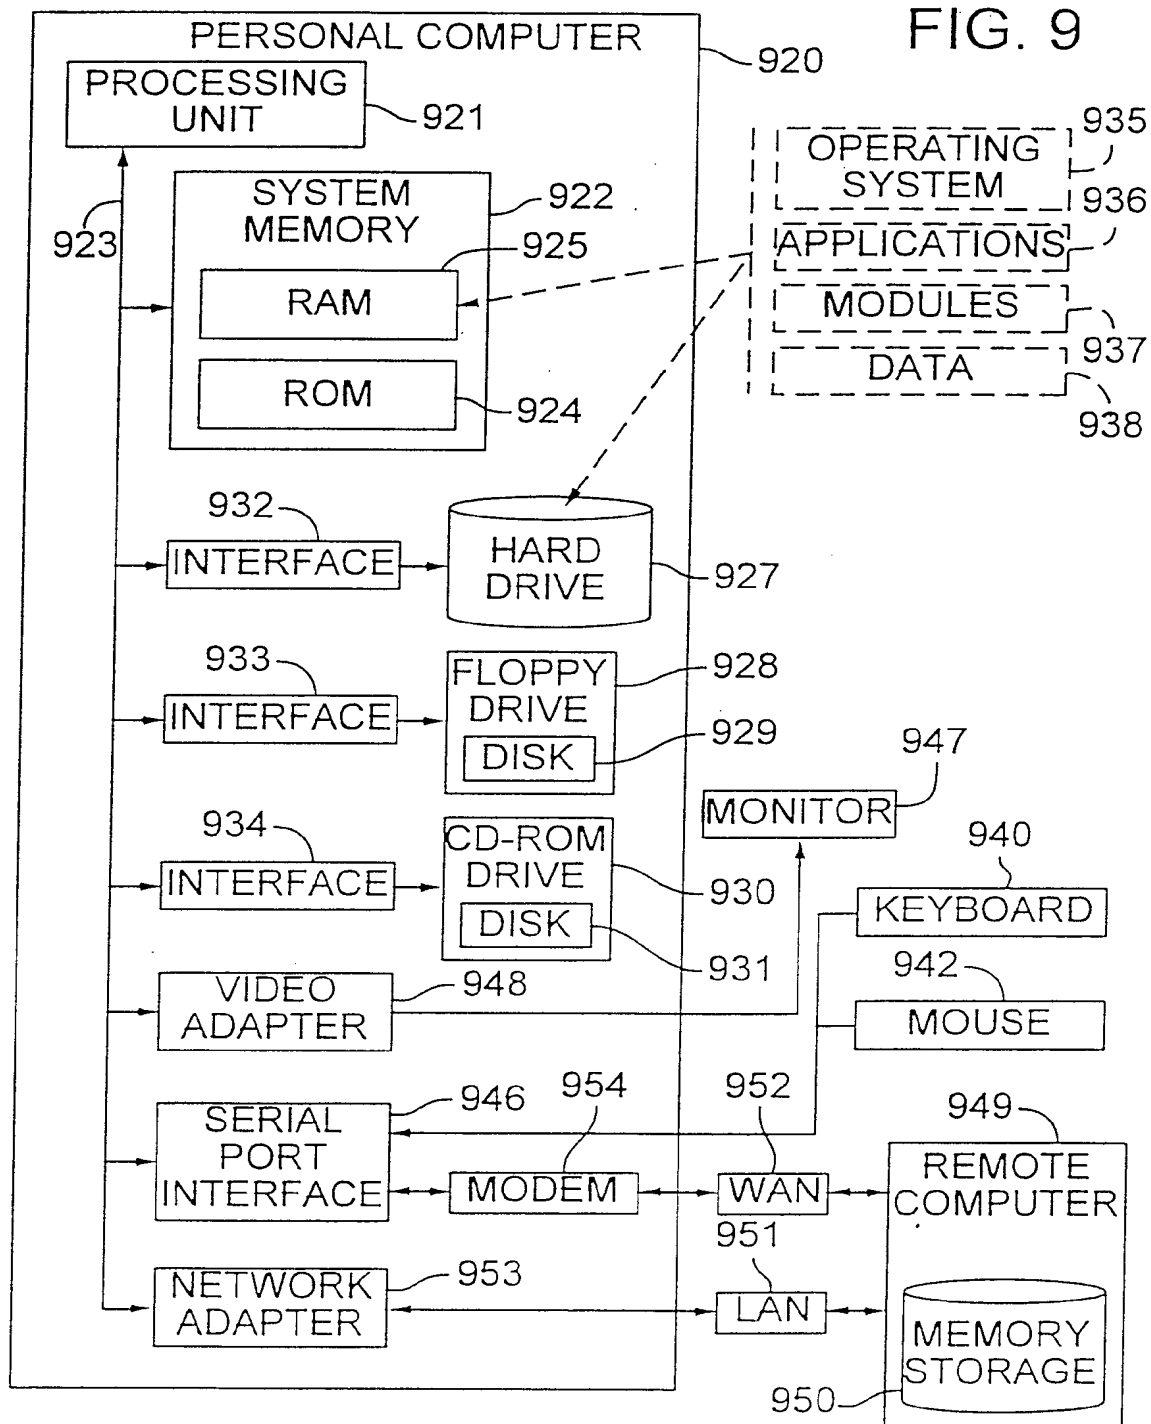 FIG. 9
PERSONAL COMPUTER
920
PROCESSING
UNIT
921
923
SYSTEM
MEMORY
922
925
RAM
ROM
924
OPERATING
SYSTEM
935
936
APPLICATIONS
MODULES
937
DATA
938
932
INTERFACE
HARD
DRIVE
927
933
INTERFACE
FLOPPY
DRIVE
928
DISK
929
934
INTERFACE
CD-ROM
DRIVE
930
DISK
931
947
MONITOR
940
KEYBOARD
942
MOUSE
VIDEO
ADAPTER
948
SERIAL
PORT
INTERFACE
946
954
MODEM
952
WAN
949
REMOTE
COMPUTER
951
LAN
NETWORK
ADAPTER
953
MEMORY
STORAGE
950